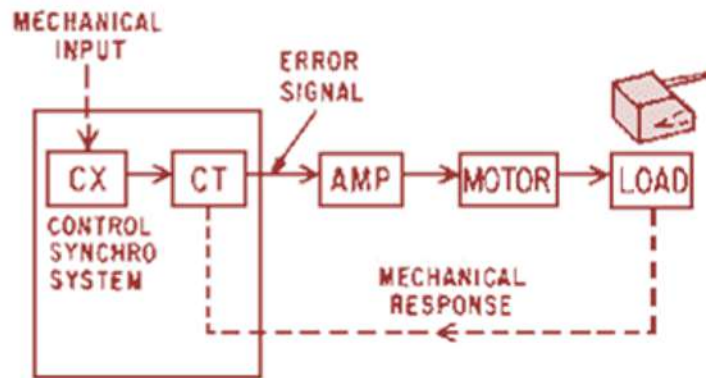 MECHANICAL
INPUT
ERROR
SIGNAL
CX
CT
AMP
MOTOR
LOAD
CONTROL
SYNCHRO
SYSTEM
MECHANICAL
RESPONSE